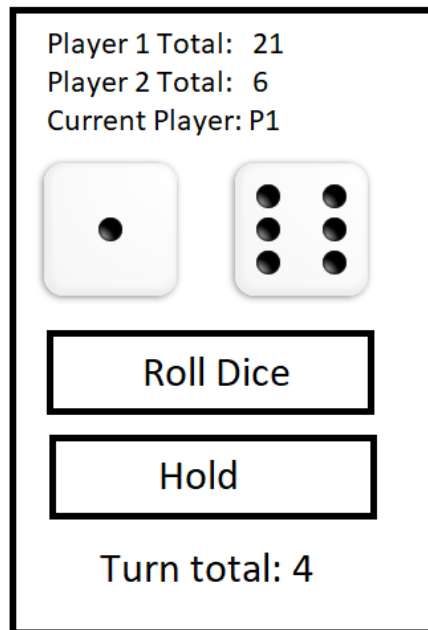 Player 1 Total: 21
Player 2 Total: 6
Current Player: P1
Roll Dice
Hold
Turn total: 4